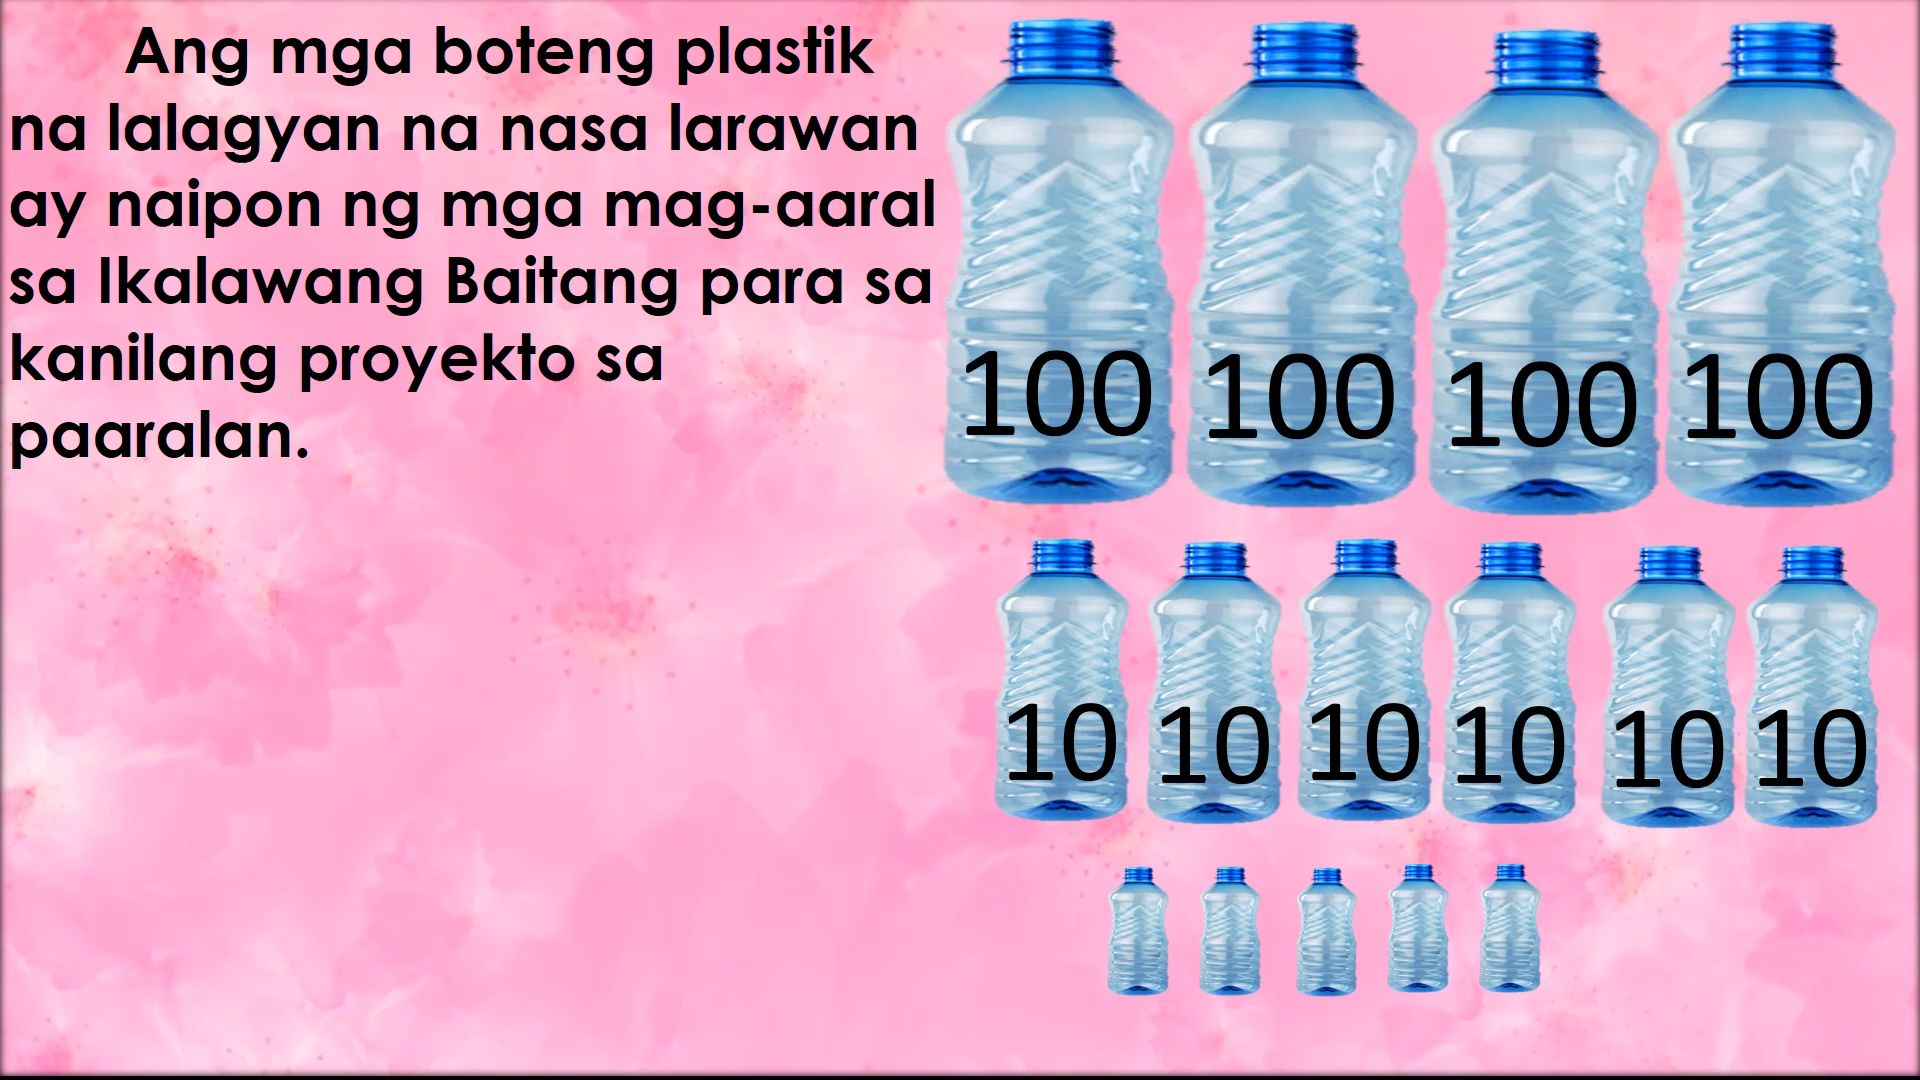 Ang mga boteng plastik
na lalagyan na nasa larawan
ay naipon ng mga mag-aaral
sa Ikalawang Baitang para sa
kanilang proyekto sa
paaralan.
100 100 100 100
10 10 10 10 10 10